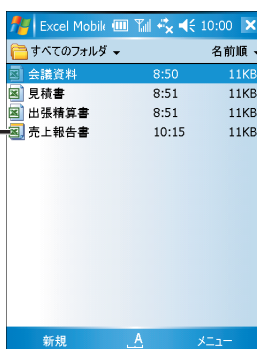 Excel Mobile 10:00
すべてのフォルダ 名前順
会議資料 8:50 11KB
見積書 8:51 11KB
出張精算書 8:51 11KB
売上報告書 10:15 11KB
新規 A メニュー